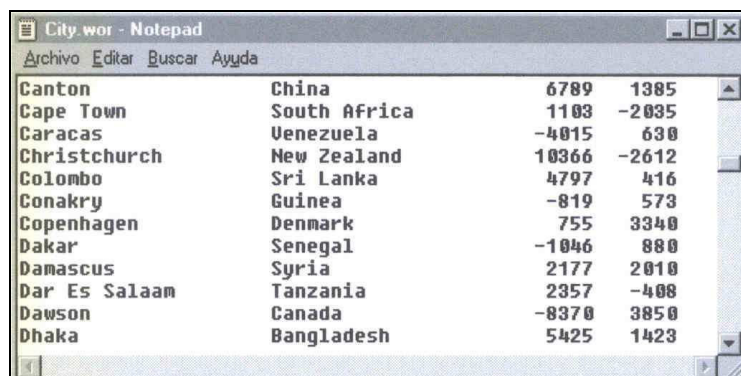 City.wor - Notepad
Archivo Editar Buscar Ayuda
Canton China 6789 1385
Cape Town South Africa 1103 -2035
Caracas Venezuela -4015 630
Christchurch New Zealand 10366 -2612
Colombo Sri Lanka 4797 416
Conakry Guinea -819 573
Copenhagen Denmark 755 3340
Dakar Senegal -1046 880
Damascus Syria 2177 2010
Dar Es Salaam Tanzania 2357 -408
Dawson Canada -8370 3850
Dhaka Bangladesh 5425 1423